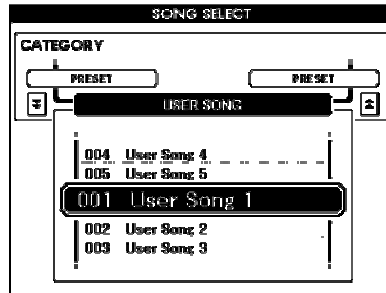 SONG SELECT
CATEGORY
PRESET PRESET
USER SONG
004 User Song 4
005 User Song 5
001 User Song 1
002 User Song 2
003 User Song 3